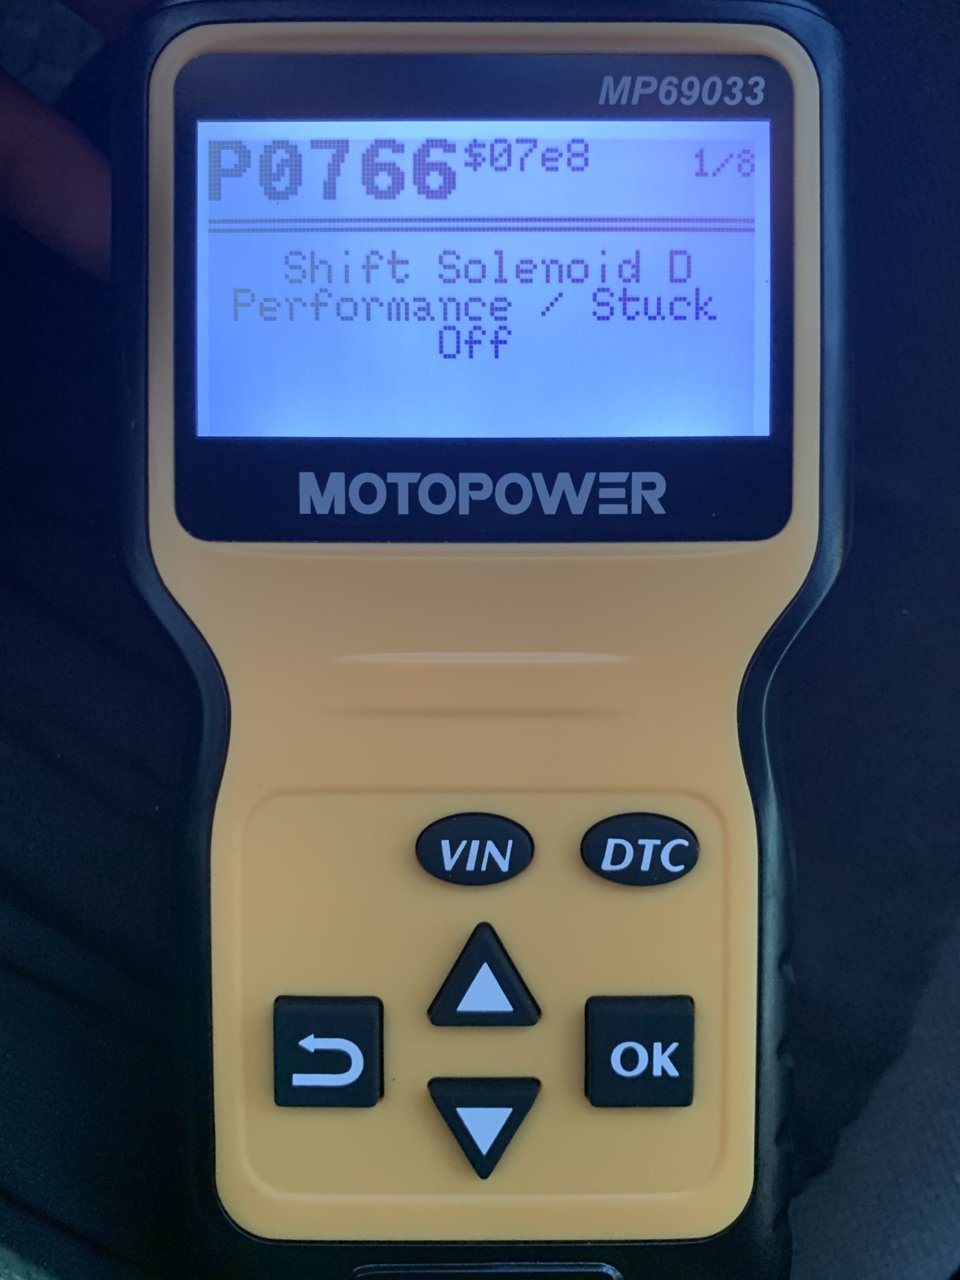 MP69033
P0766 $07e8 1/8
Shift Solenoid D
Performance / Stuck
Off
MOTOPOWER
VIN DTC
OK